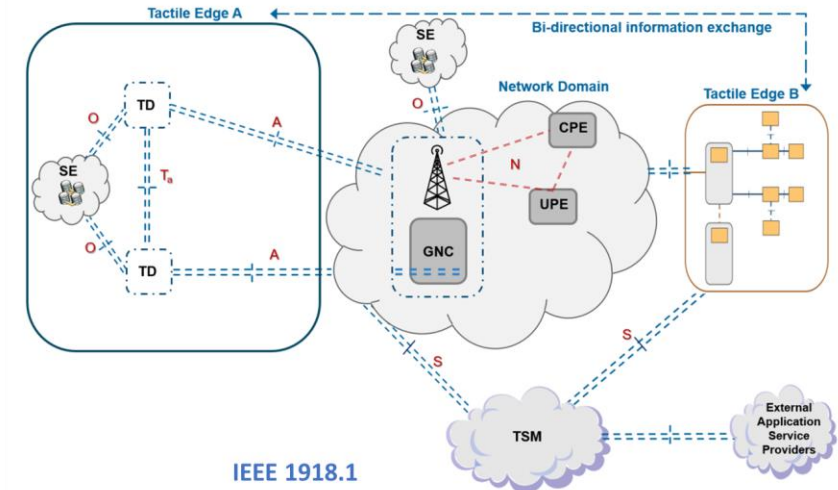 Tactile Edge A
SE
Bi-directional information exchange
Network Domain
Tactile Edge B
TD
O
A
O
CPE
N
SE
Ta
UPE
GNC
O
TD
A
S
S
TSM
External
Application
Service
Providers
IEEE 1918.1